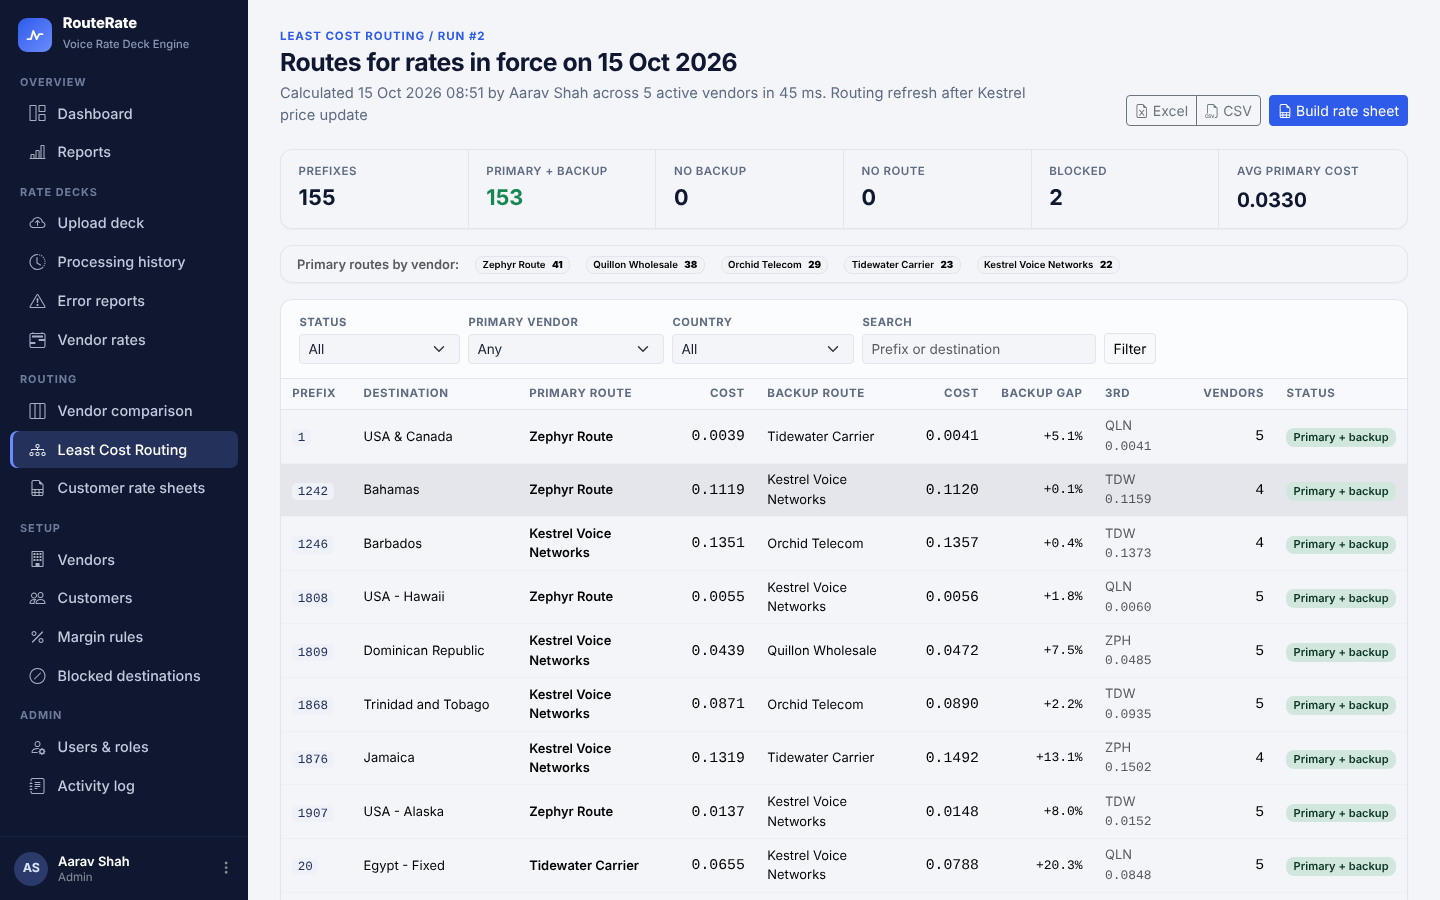 RouteRate
Voice Rate Deck Engine
OVERVIEW
Dashboard
Reports
RATE DECKS
Upload deck
Processing history
Error reports
Vendor rates
ROUTING
Vendor comparison
Least Cost Routing
Customer rate sheets
SETUP
Vendors
Customers
Margin rules
Blocked destinations
ADMIN
Users & roles
Activity log
AS
Aarav Shah
Admin
LEAST COST ROUTING / RUN #2
Routes for rates in force on 15 Oct 2026
Calculated 15 Oct 2026 08:51 by Aarav Shah across 5 active vendors in 45 ms. Routing refresh after Kestrel
price update
Excel CSV Build rate sheet
PREFIXES PRIMARY + BACKUP NO BACKUP NO ROUTE BLOCKED AVG PRIMARY COST
155 153 0 0 2 0.0330
Primary routes by vendor: Zephyr Route 41 Quillon Wholesale 38 Orchid Telecom 29 Tidewater Carrier 23 Kestrel Voice Networks 22
STATUS PRIMARY VENDOR COUNTRY SEARCH
All Any All Prefix or destination Filter
PREFIX DESTINATION PRIMARY ROUTE COST BACKUP ROUTE COST BACKUP GAP 3RD VENDORS STATUS
1 USA & Canada Zephyr Route 0.0039 Tidewater Carrier 0.0041 +5.1% QLN 0.0041 5 Primary + backup
1242 Bahamas Zephyr Route 0.1119 Kestrel Voice Networks 0.1120 +0.1% TDW 0.1159 4 Primary + backup
1246 Barbados Kestrel Voice Networks 0.1351 Orchid Telecom 0.1357 +0.4% TDW 0.1373 4 Primary + backup
1808 USA - Hawaii Zephyr Route 0.0055 Kestrel Voice Networks 0.0056 +1.8% QLN 0.0060 5 Primary + backup
1809 Dominican Republic Kestrel Voice Networks 0.0439 Quillon Wholesale 0.0472 +7.5% ZPH 0.0485 5 Primary + backup
1868 Trinidad and Tobago Kestrel Voice Networks 0.0871 Orchid Telecom 0.0890 +2.2% TDW 0.0935 5 Primary + backup
1876 Jamaica Kestrel Voice Networks 0.1319 Tidewater Carrier 0.1492 +13.1% ZPH 0.1502 4 Primary + backup
1907 USA - Alaska Zephyr Route 0.0137 Kestrel Voice Networks 0.0148 +8.0% TDW 0.0152 5 Primary + backup
20 Egypt - Fixed Tidewater Carrier 0.0655 Kestrel Voice Networks 0.0788 +20.3% QLN 0.0848 5 Primary + backup